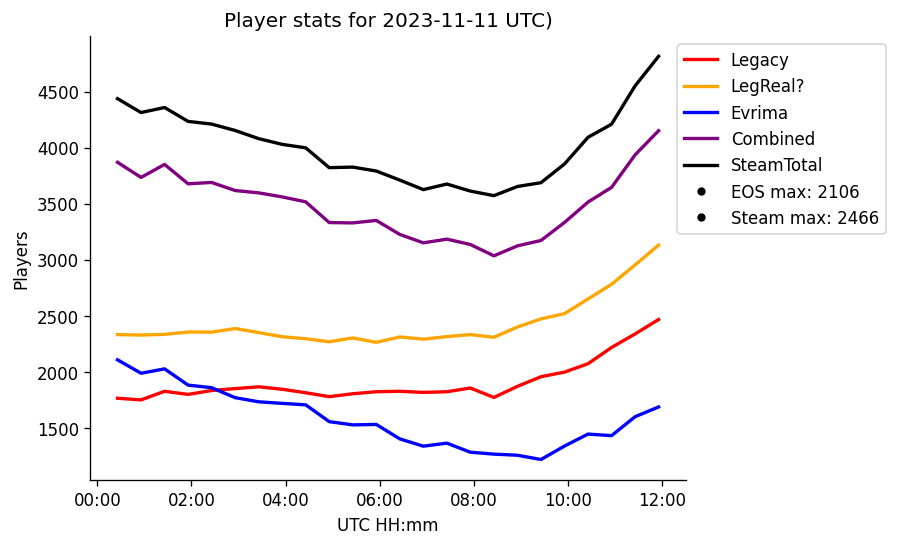 Player stats for 2023-11-11 UTC)
Legacy
LegReal?
Evrima
Combined
SteamTotal
EOS max: 2106
Steam max: 2466
Players
4500
4000
3500
3000
2500
2000
1500
00:00 02:00 04:00 06:00 08:00 10:00 12:00
UTC HH:mm